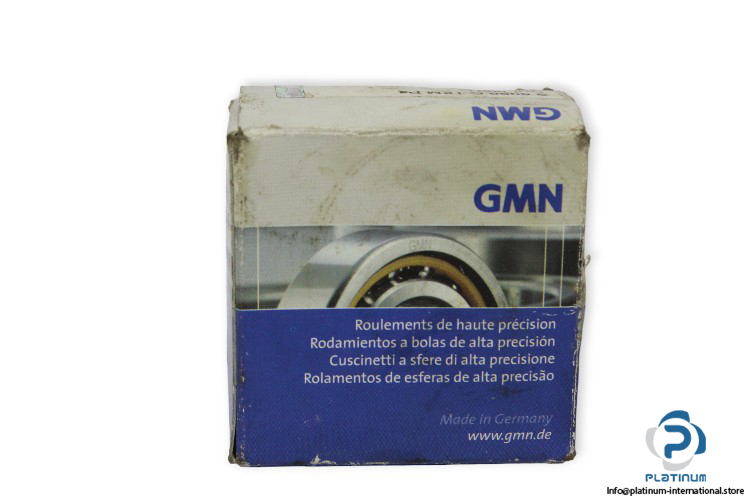 GMN
GMN
GMN
Roulements de haute précision
Rodamientos a bolas de alta precisión
Cuscinetti a sfere di alta precisione
Rolamentos de esferas de alta precisão
Made in Germany
www.gmn.de
PLATINUM
Info@platinum-international.store